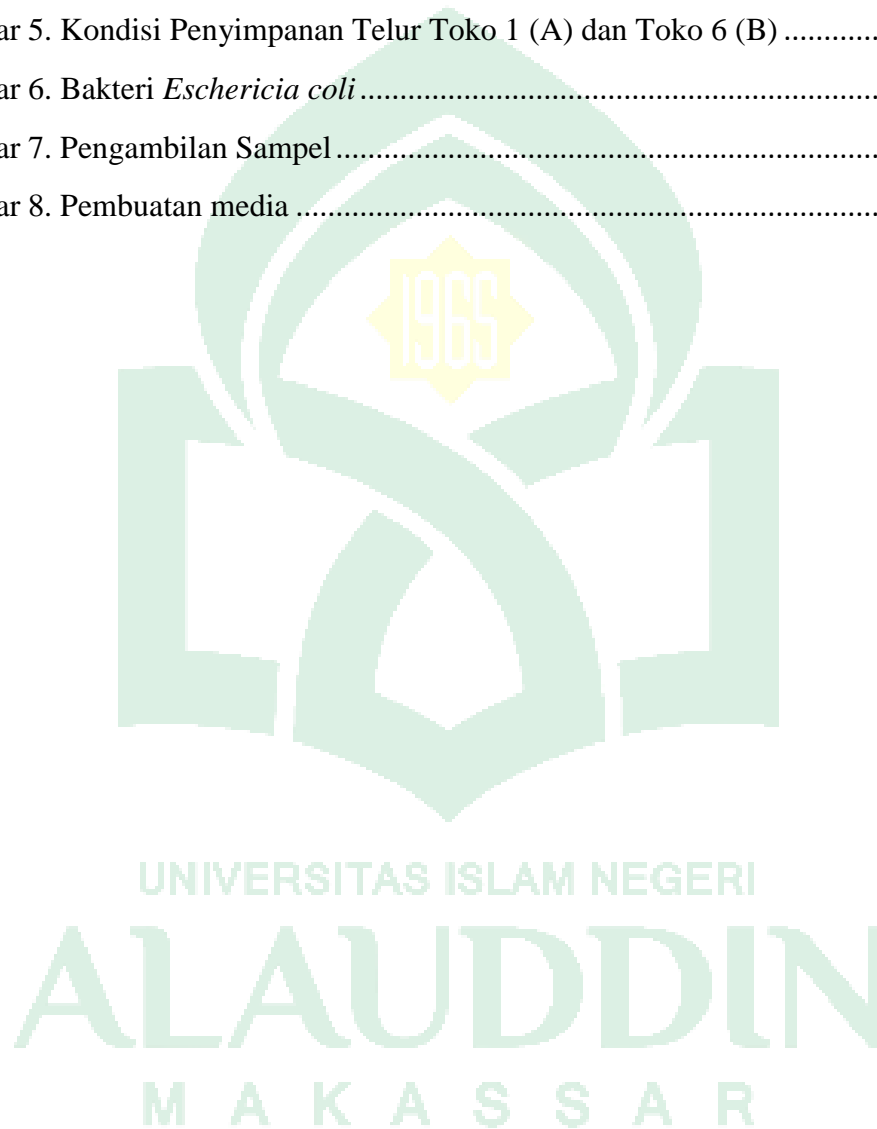 ar 5. Kondisi Penyimpanan Telur Toko 1 (A) dan Toko 6 (B) ............
ar 6. Bakteri Eschericia coli ....................................................................
ar 7. Pengambilan Sampel .......................................................................
ar 8. Pembuatan media .............................................................................
1965
UNIVERSITAS ISLAM NEGERI
ALAUDDIN
MAKASSAR